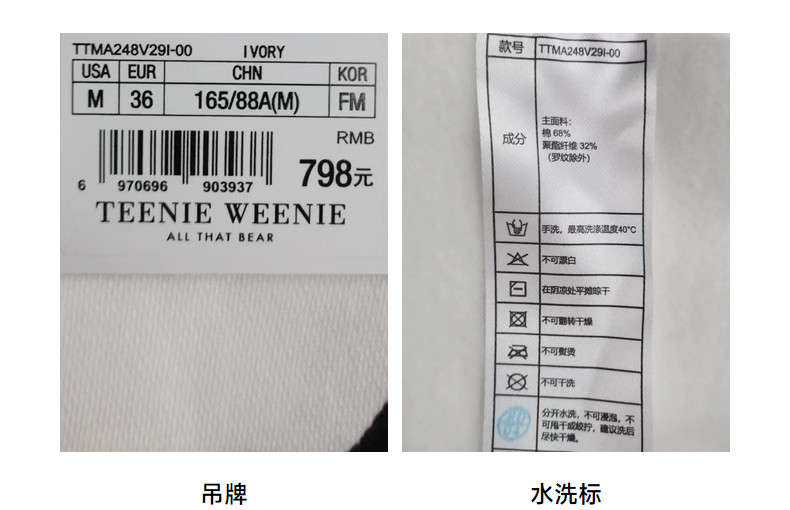 TTMA248V29I-00 IVORY
USA EUR CHN KOR
M 36 165/88A(M) FM
RMB
798元
6 970696 903937
TEENIE WEENIE
ALL THAT BEAR
款号 TTMA248V29I-00
成分
主面料：
棉 68%
聚酯纤维 32%
（罗纹除外）
手洗，最高洗涤温度40°C
不可漂白
在阴凉处平摊晾干
不可翻转干燥
不可熨烫
不可干洗
分开水洗，不可浸泡，不
可甩干或绞拧，建议洗后
尽快干燥。
吊牌
水洗标